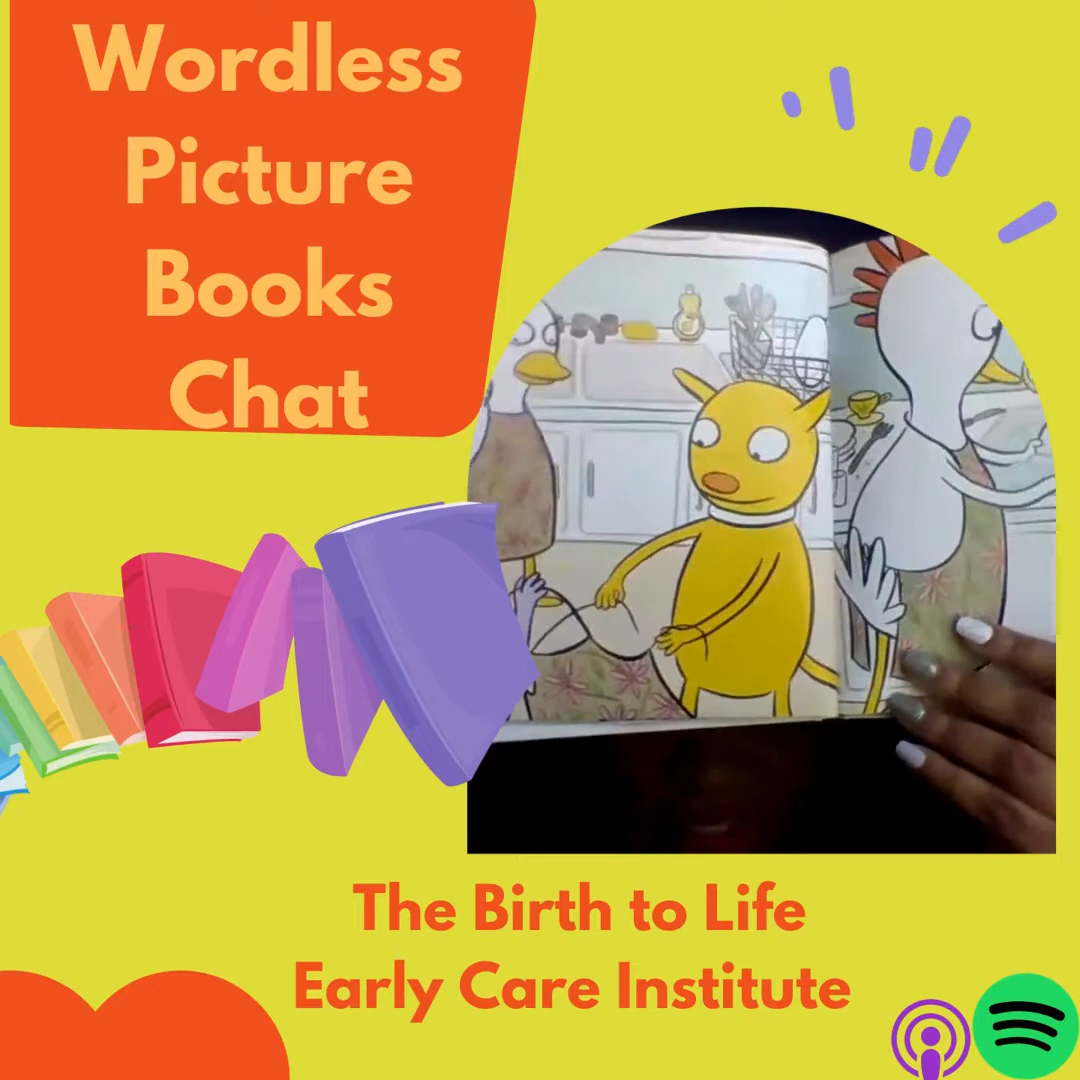 Wordless
Picture
Books
Chat
The Birth to Life
Early Care Institute